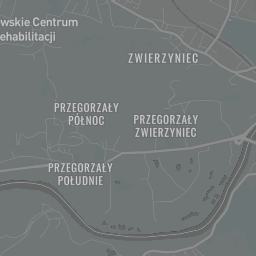 wskie Centrum
ehabilitacji
ZWIERZYNIEC
PRZEGORZAŁY
PÓŁNOC
PRZEGORZAŁY
ZWIERZYNIEC
PRZEGORZAŁY
POŁUDNIE